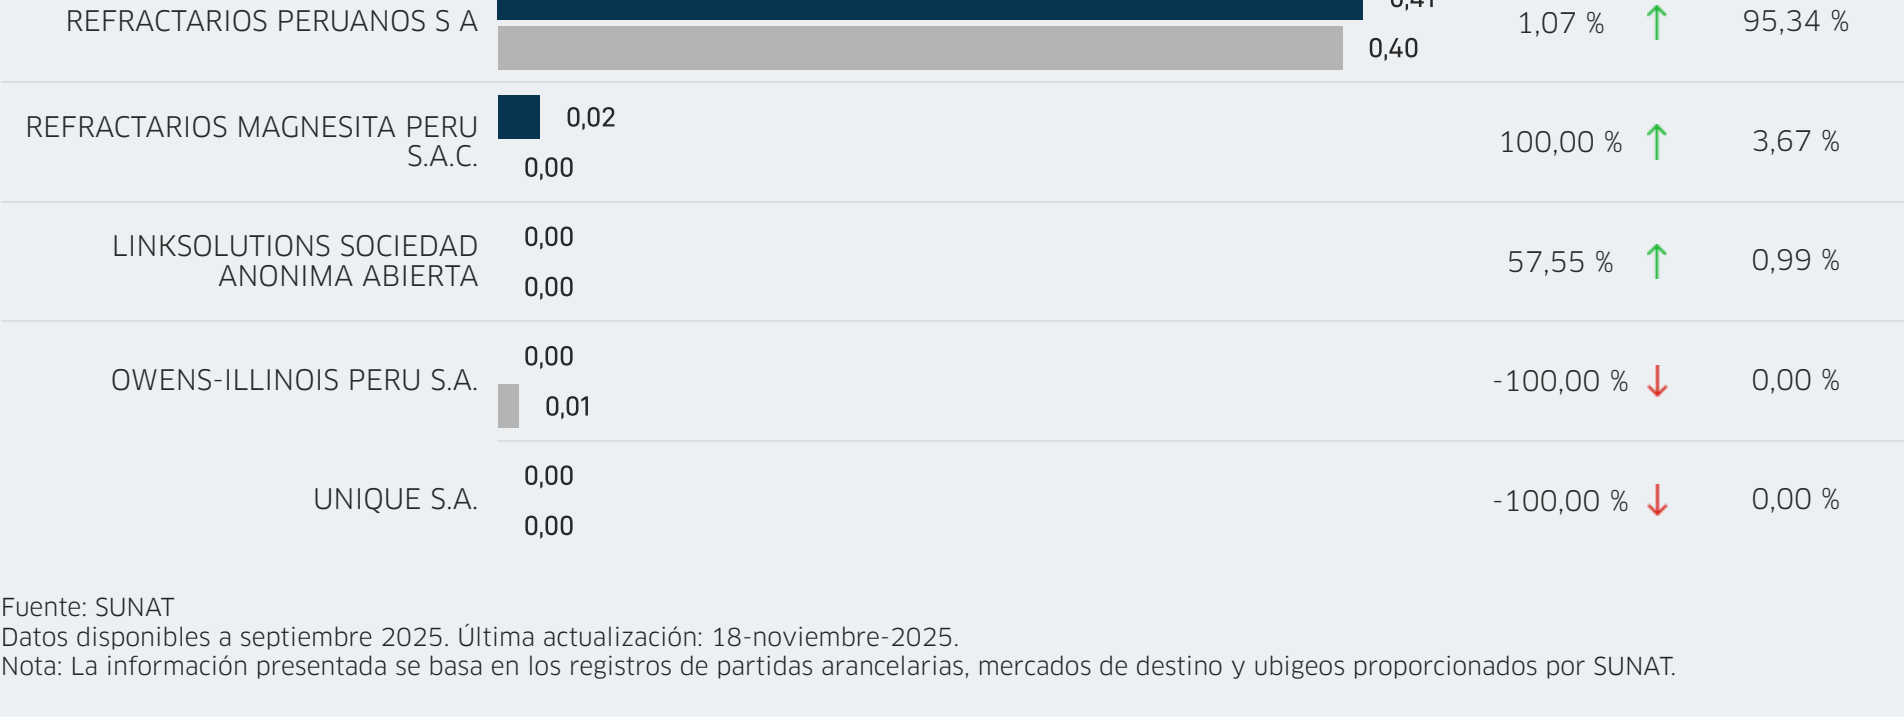 0,41
REFRACTARIOS PERUANOS S A
1,07 %
95,34 %
0,40
REFRACTARIOS MAGNESITA PERU
S.A.C.
0,02
0,00
100,00 %
3,67 %
LINKSOLUTIONS SOCIEDAD
ANONIMA ABIERTA
0,00
0,00
57,55 %
0,99 %
OWENS-ILLINOIS PERU S.A.
0,00
0,01
-100,00 %
0,00 %
UNIQUE S.A.
0,00
0,00
-100,00 %
0,00 %
Fuente: SUNAT
Datos disponibles a septiembre 2025. Última actualización: 18-noviembre-2025.
Nota: La información presentada se basa en los registros de partidas arancelarias, mercados de destino y ubigeos proporcionados por SUNAT.